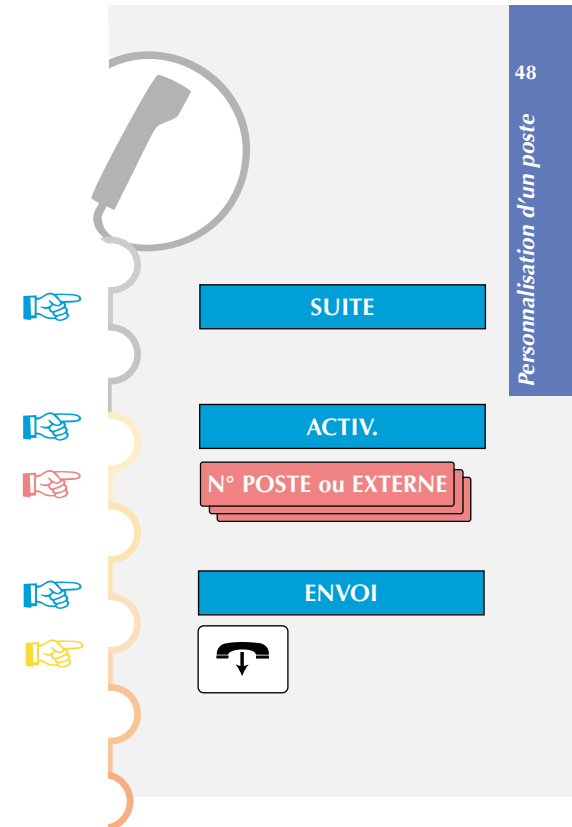 48
Personnalisation d'un poste
SUITE
ACTIV.
N° POSTE ou EXTERNE
ENVOI